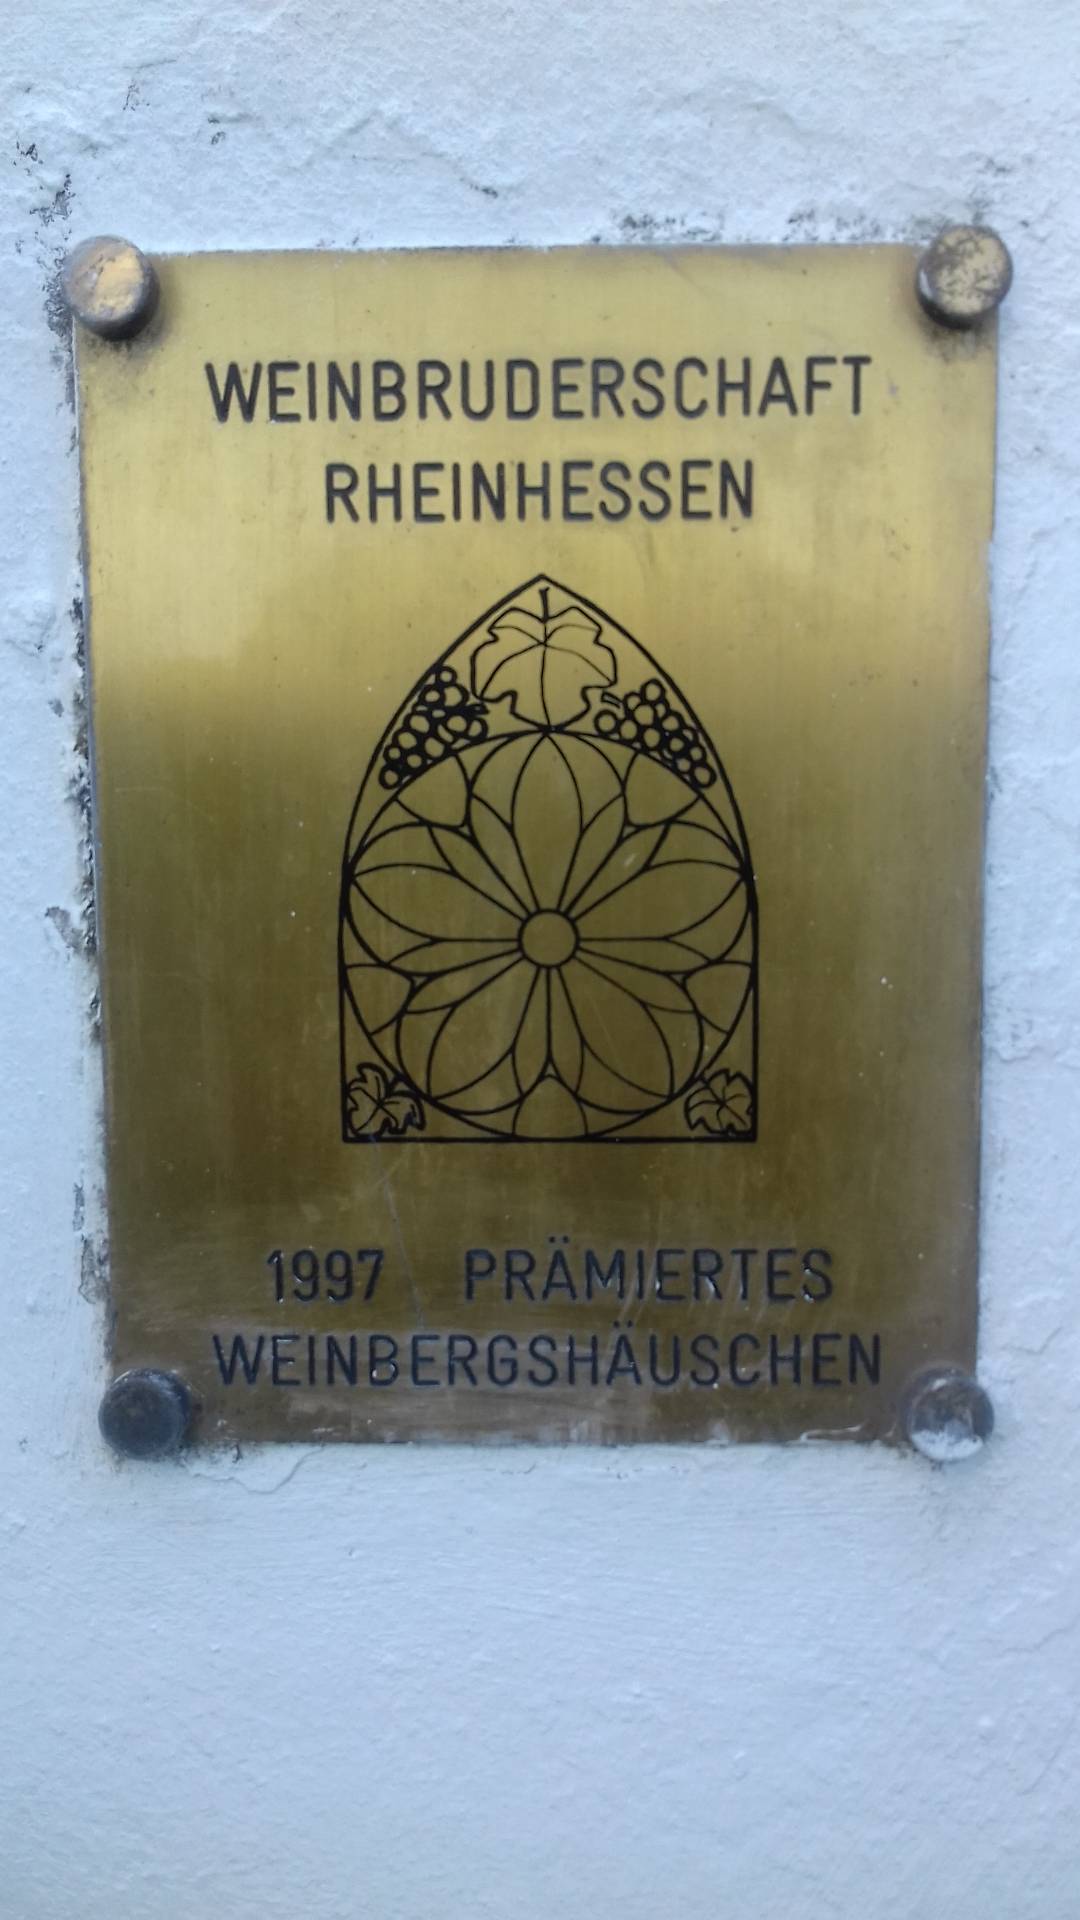 WEINBRUDERSCHAFT
RHEINHESSEN
1997 PRÄMIERTES
WEINBERGSHÄUSCHEN